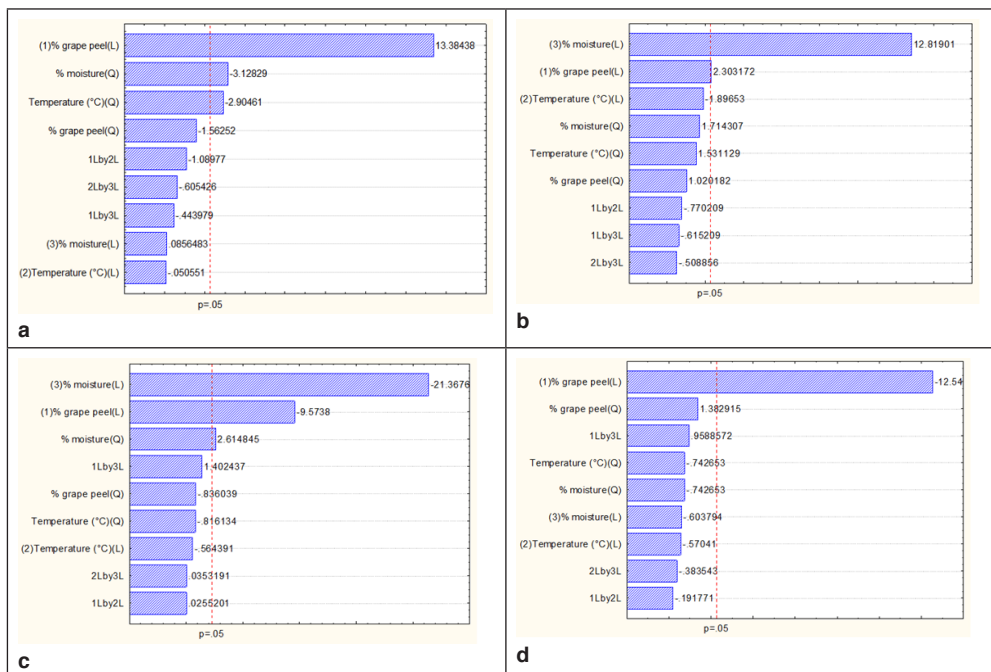 (1)% grape peel(L) 13.38438
% moisture(Q) -3.12829
Temperature (°C)(Q) -2.90461
% grape peel(Q) -1.56252
1Lby2L -1.08977
2Lby3L -.605426
1Lby3L -.443979
(3)% moisture(L) .0856483
(2)Temperature (°C)(L) -.050551
p=.05
a
(3)% moisture(L) 12.81901
(1)% grape peel(L) 2.303172
(2)Temperature (°C)(L) -1.89653
% moisture(Q) 1.714307
Temperature (°C)(Q) 1.531129
% grape peel(Q) 1.020182
1Lby2L -.770209
1Lby3L -.615209
2Lby3L -.508856
p=.05
b
(3)% moisture(L) -21.3676
(1)% grape peel(L) -9.5738
% moisture(Q) 2.614845
1Lby3L 1.402437
% grape peel(Q) -.836039
Temperature (°C)(Q) -.816134
(2)Temperature (°C)(L) -.564391
2Lby3L .0353191
1Lby2L .0255201
p=.05
c
(1)% grape peel(L) -12.54
% grape peel(Q) 1.382915
1Lby3L .9588572
Temperature (°C)(Q) -.742653
% moisture(Q) -.742653
(3)% moisture(L) -.603794
(2)Temperature (°C)(L) -.57041
2Lby3L -.383543
1Lby2L -.191771
p=.05
d